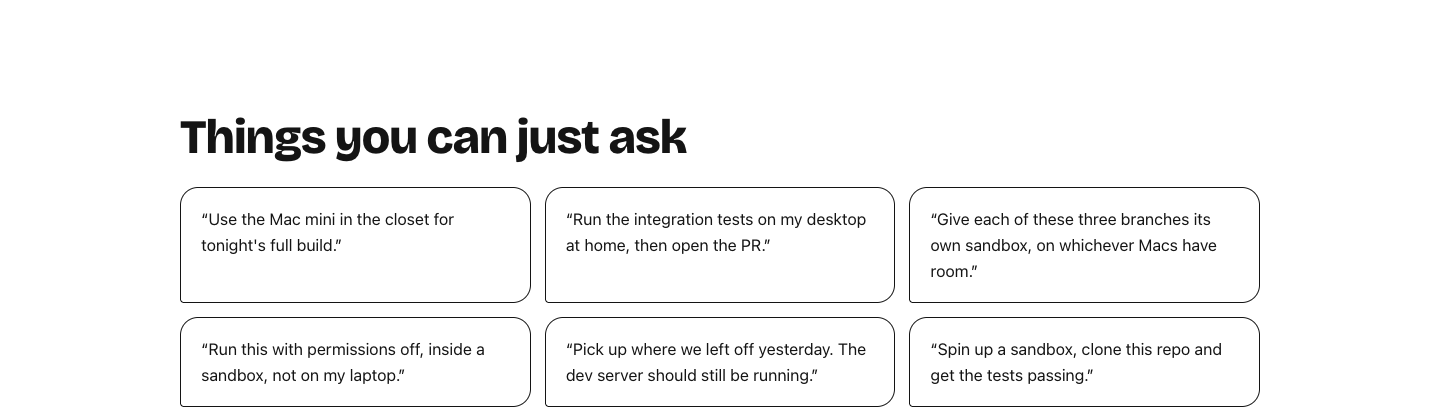 Things you can just ask
“Use the Mac mini in the closet for
tonight's full build.”
“Run the integration tests on my desktop
at home, then open the PR.”
“Give each of these three branches its
own sandbox, on whichever Macs have
room.”
“Run this with permissions off, inside a
sandbox, not on my laptop.”
“Pick up where we left off yesterday. The
dev server should still be running.”
“Spin up a sandbox, clone this repo and
get the tests passing.”